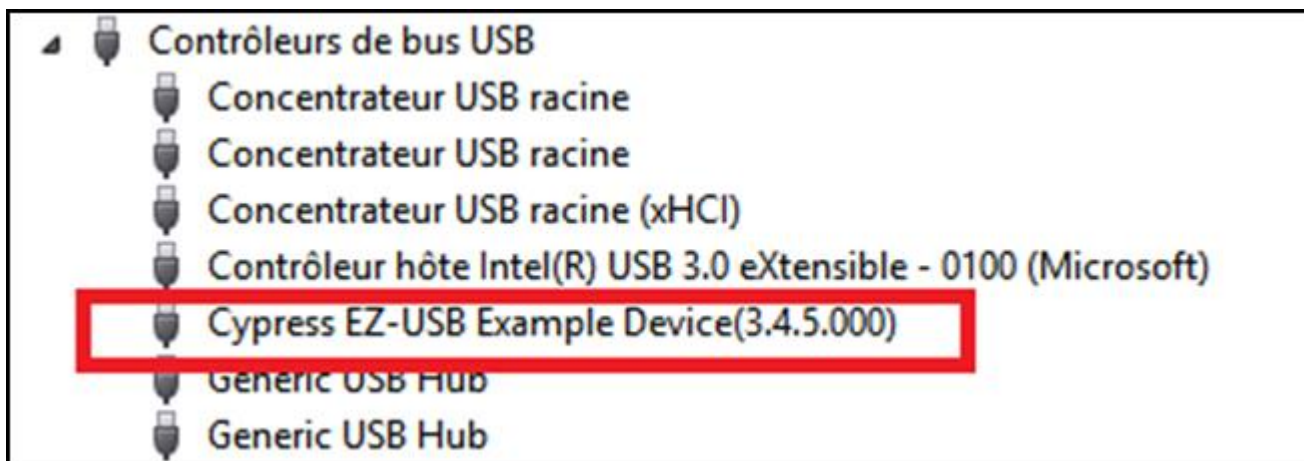 Contrôleurs de bus USB
Concentrateur USB racine
Concentrateur USB racine
Concentrateur USB racine (xHCI)
Contrôleur hôte Intel(R) USB 3.0 eXtensible - 0100 (Microsoft)
Cypress EZ-USB Example Device(3.4.5.000)
Generic USB Hub
Generic USB Hub